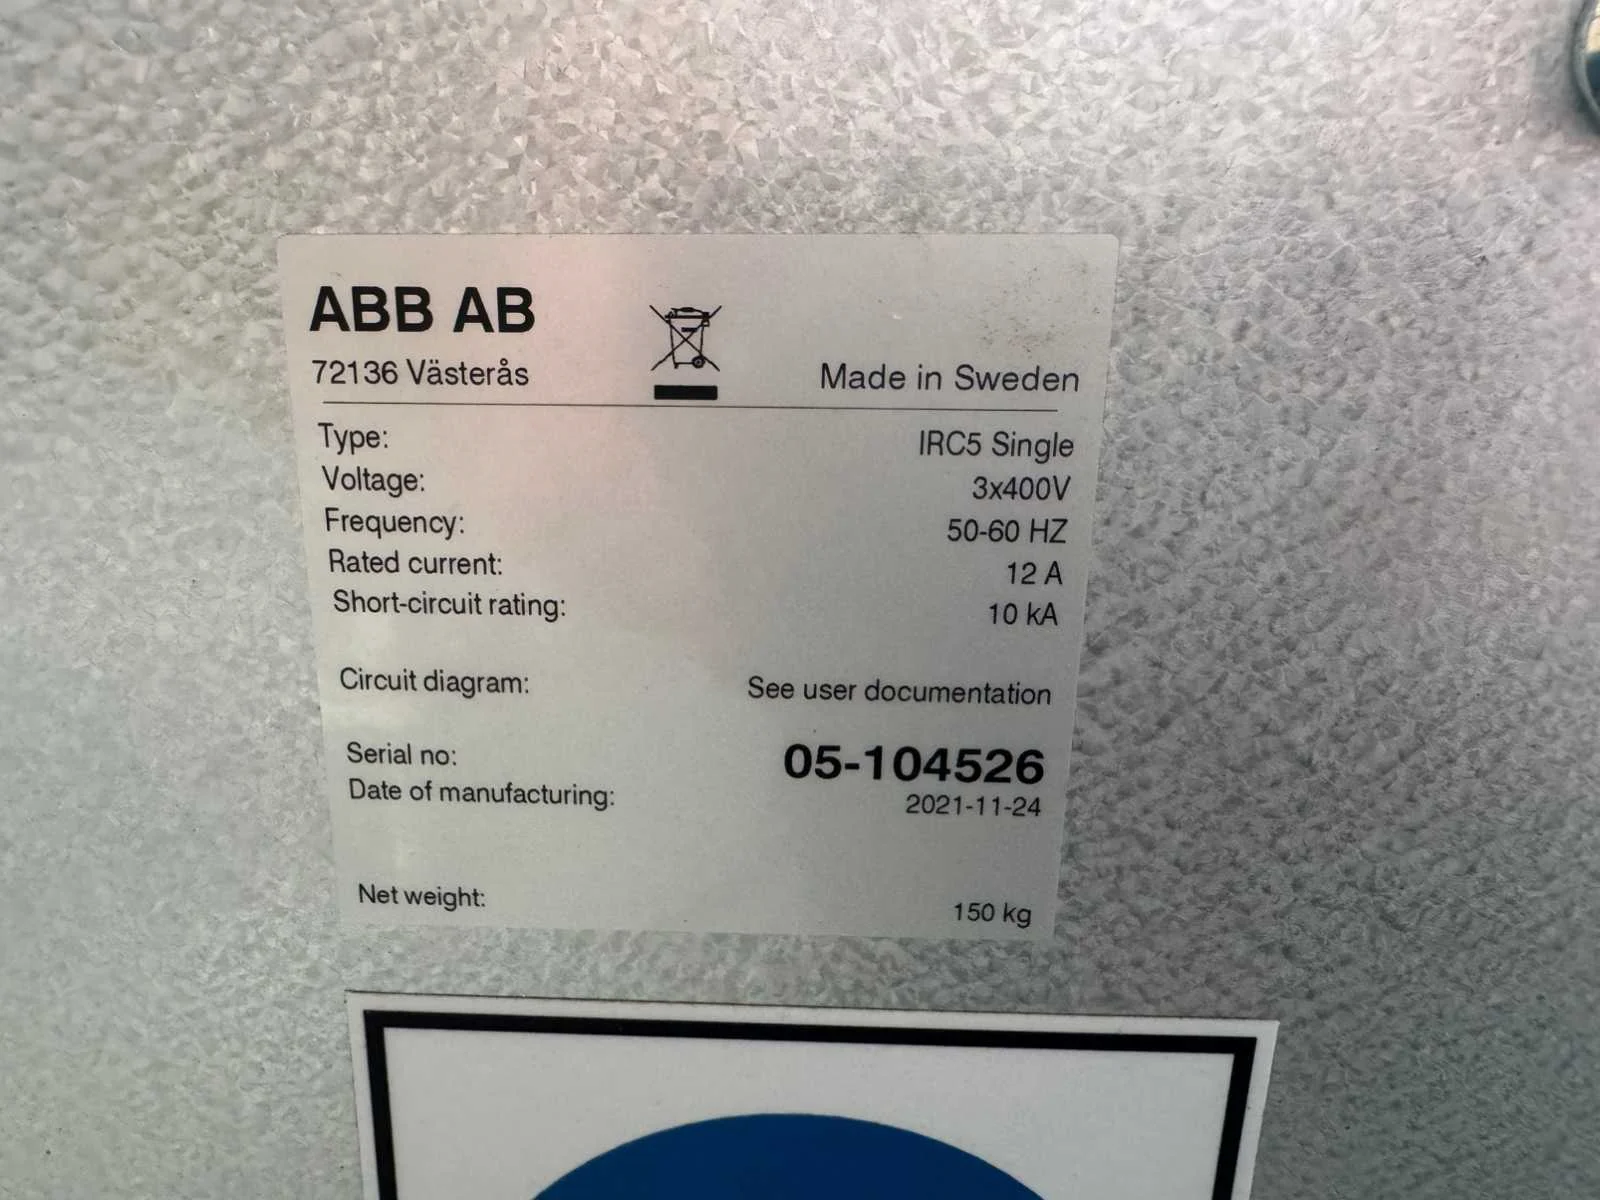 ABB AB
72136 Västerås
Made in Sweden
Type: IRC5 Single
Voltage: 3x400V
Frequency: 50-60 HZ
Rated current: 12 A
Short-circuit rating: 10 kA
Circuit diagram: See user documentation
Serial no: 05-104526
Date of manufacturing: 2021-11-24
Net weight: 150 kg